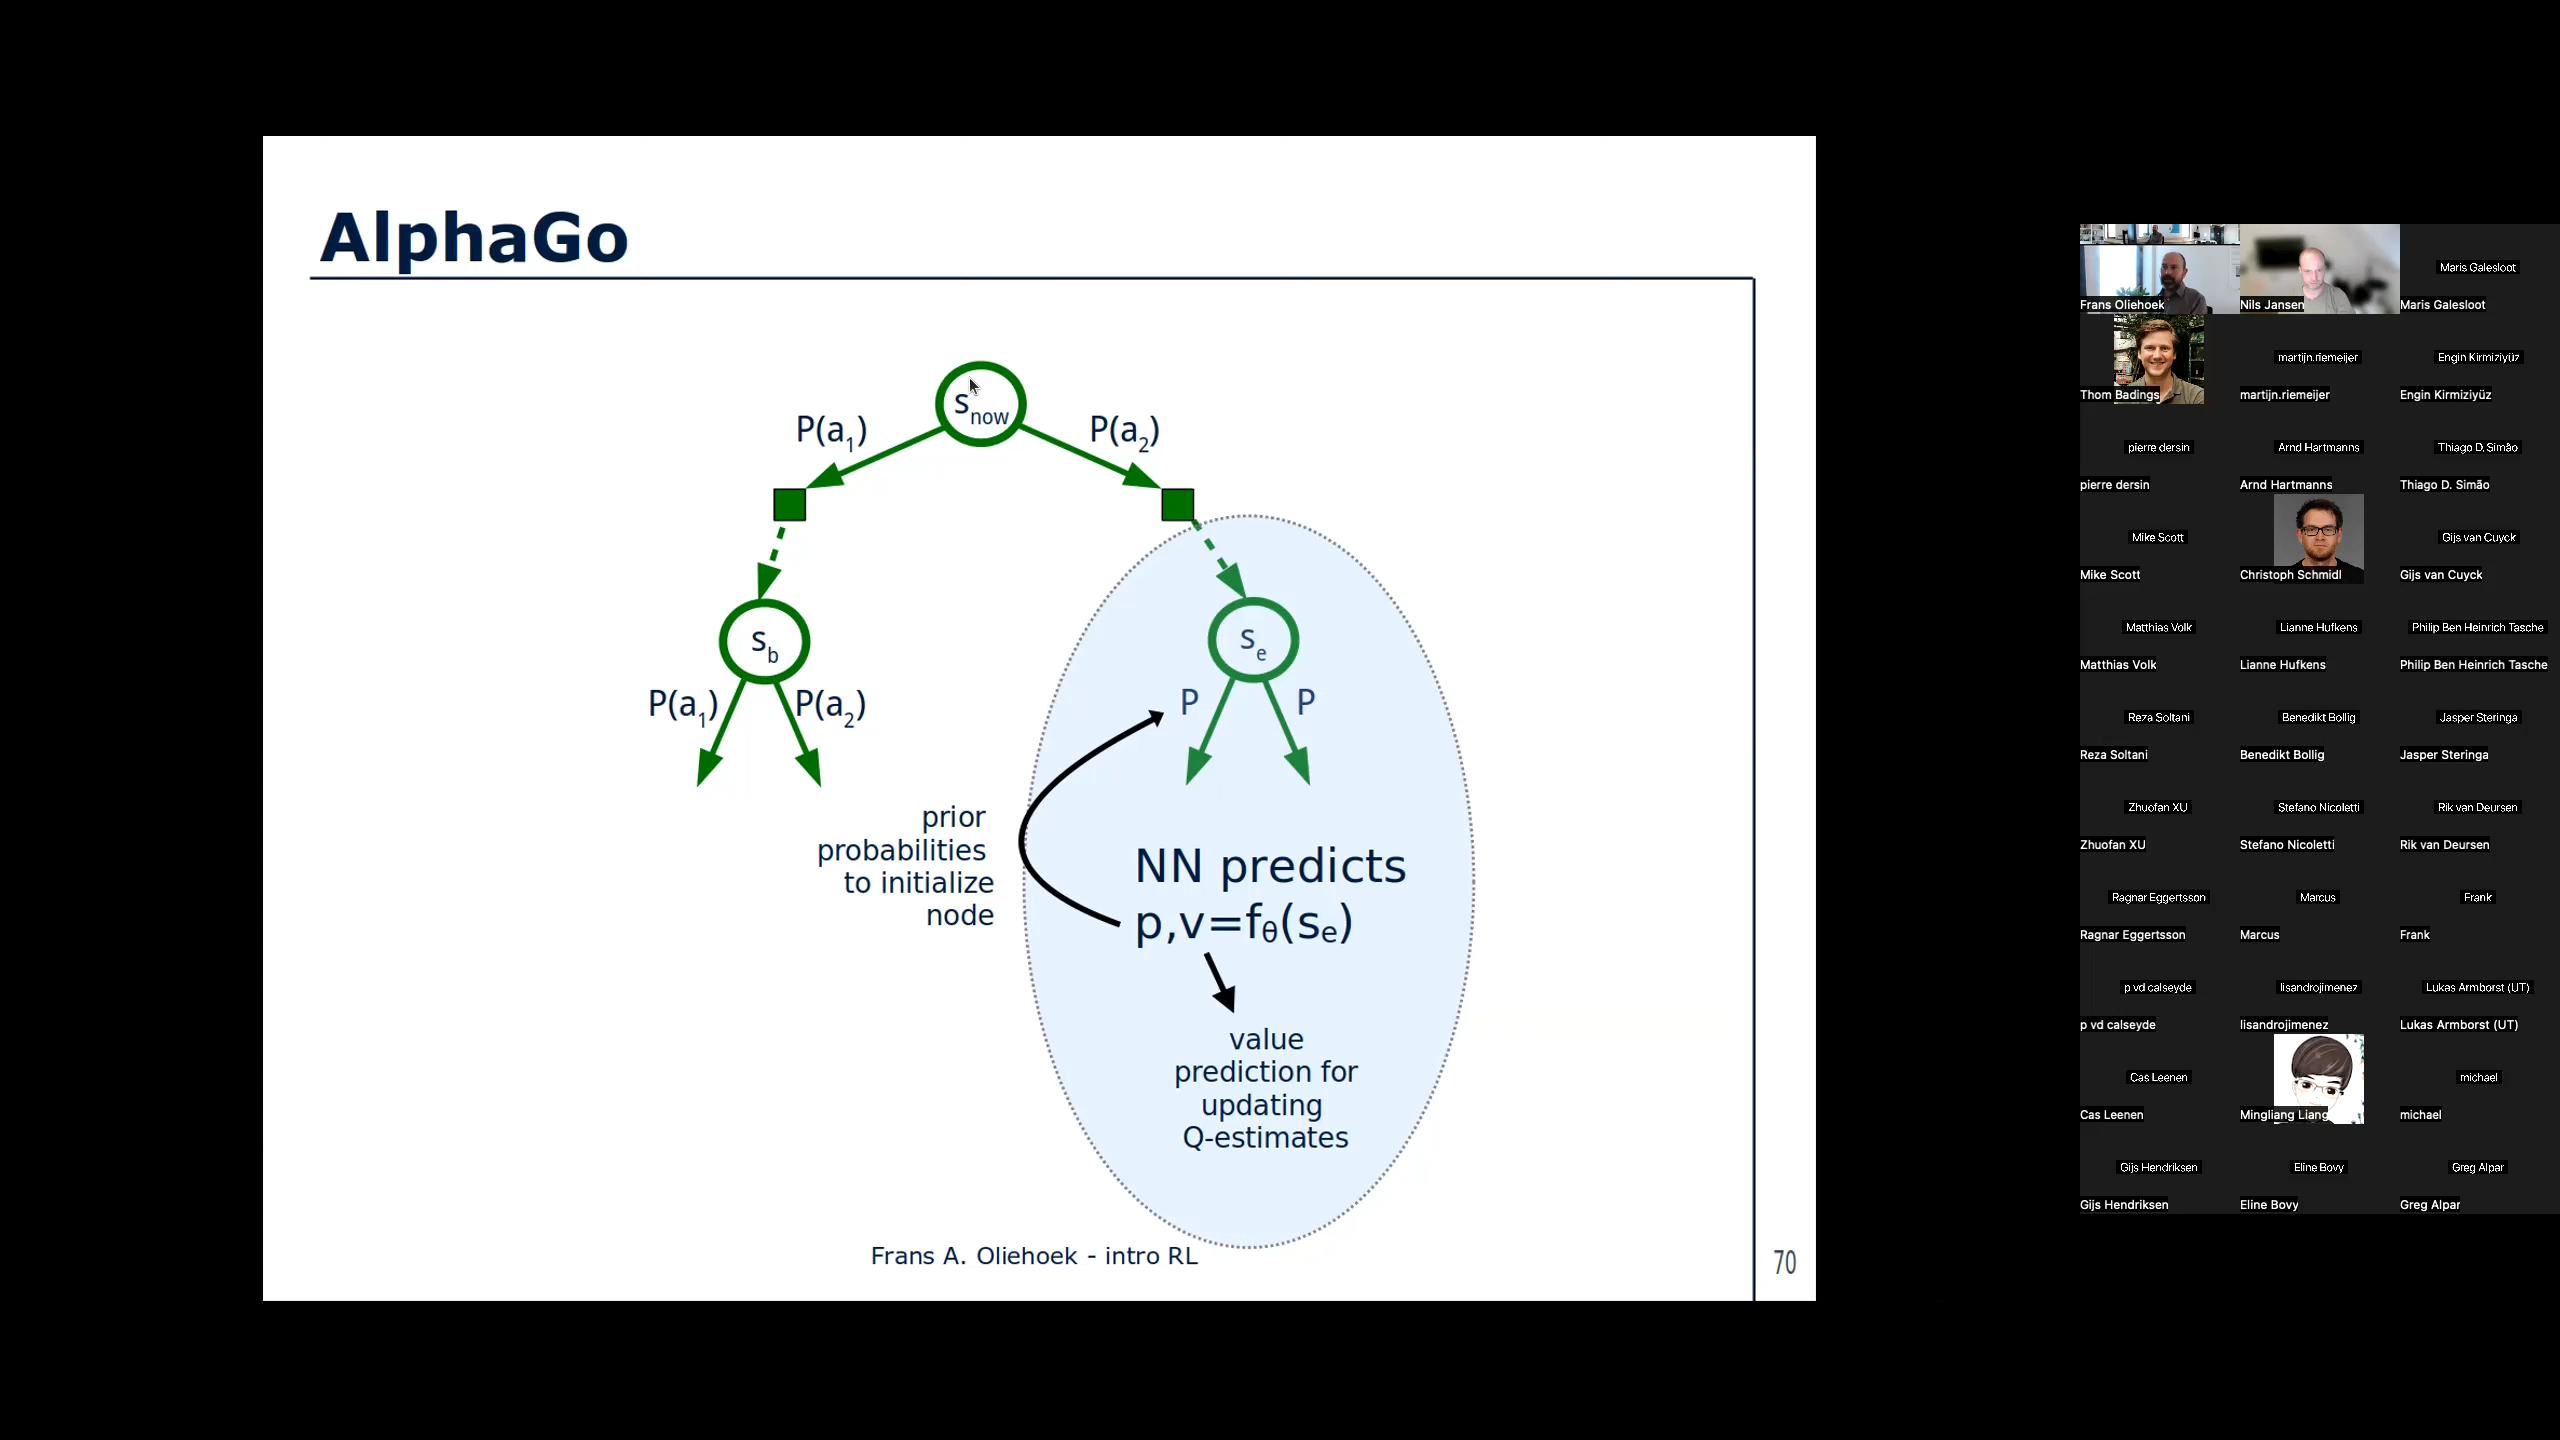 AlphaGo
s now
P(a1)
P(a2)
sb
se
P(a1)
P(a2)
P
P
prior
probabilities
to initialize
node
NN predicts
p,v=fθ(se)
value
prediction for
updating
Q-estimates
Frans A. Oliehoek - intro RL
70
Frans Oliehoek
Nils Jansen
Maris Galesloot
Maris Galesloot
Thom Badings
martijn.riemeijer
martijn.riemeijer
Engin Kirmiziyüz
Engin Kirmiziyüz
pierre dersin
pierre dersin
Arnd Hartmanns
Arnd Hartmanns
Thiago D. Simão
Thiago D. Simão
Mike Scott
Mike Scott
Christoph Schmidl
Gijs van Cuyck
Gijs van Cuyck
Matthias Volk
Matthias Volk
Lianne Hufkens
Lianne Hufkens
Philip Ben Heinrich Tasche
Philip Ben Heinrich Tasche
Reza Soltani
Reza Soltani
Benedikt Bollig
Benedikt Bollig
Jasper Steringa
Jasper Steringa
Zhuofan XU
Zhuofan XU
Stefano Nicoletti
Stefano Nicoletti
Rik van Deursen
Rik van Deursen
Ragnar Eggertsson
Ragnar Eggertsson
Marcus
Marcus
Frank
Frank
p vd calseyde
p vd calseyde
lisandrojimenez
lisandrojimenez
Lukas Armborst (UT)
Lukas Armborst (UT)
Cas Leenen
Cas Leenen
Mingliang Liang
michael
michael
Gijs Hendriksen
Gijs Hendriksen
Eline Bovy
Eline Bovy
Greg Alpar
Greg Alpar